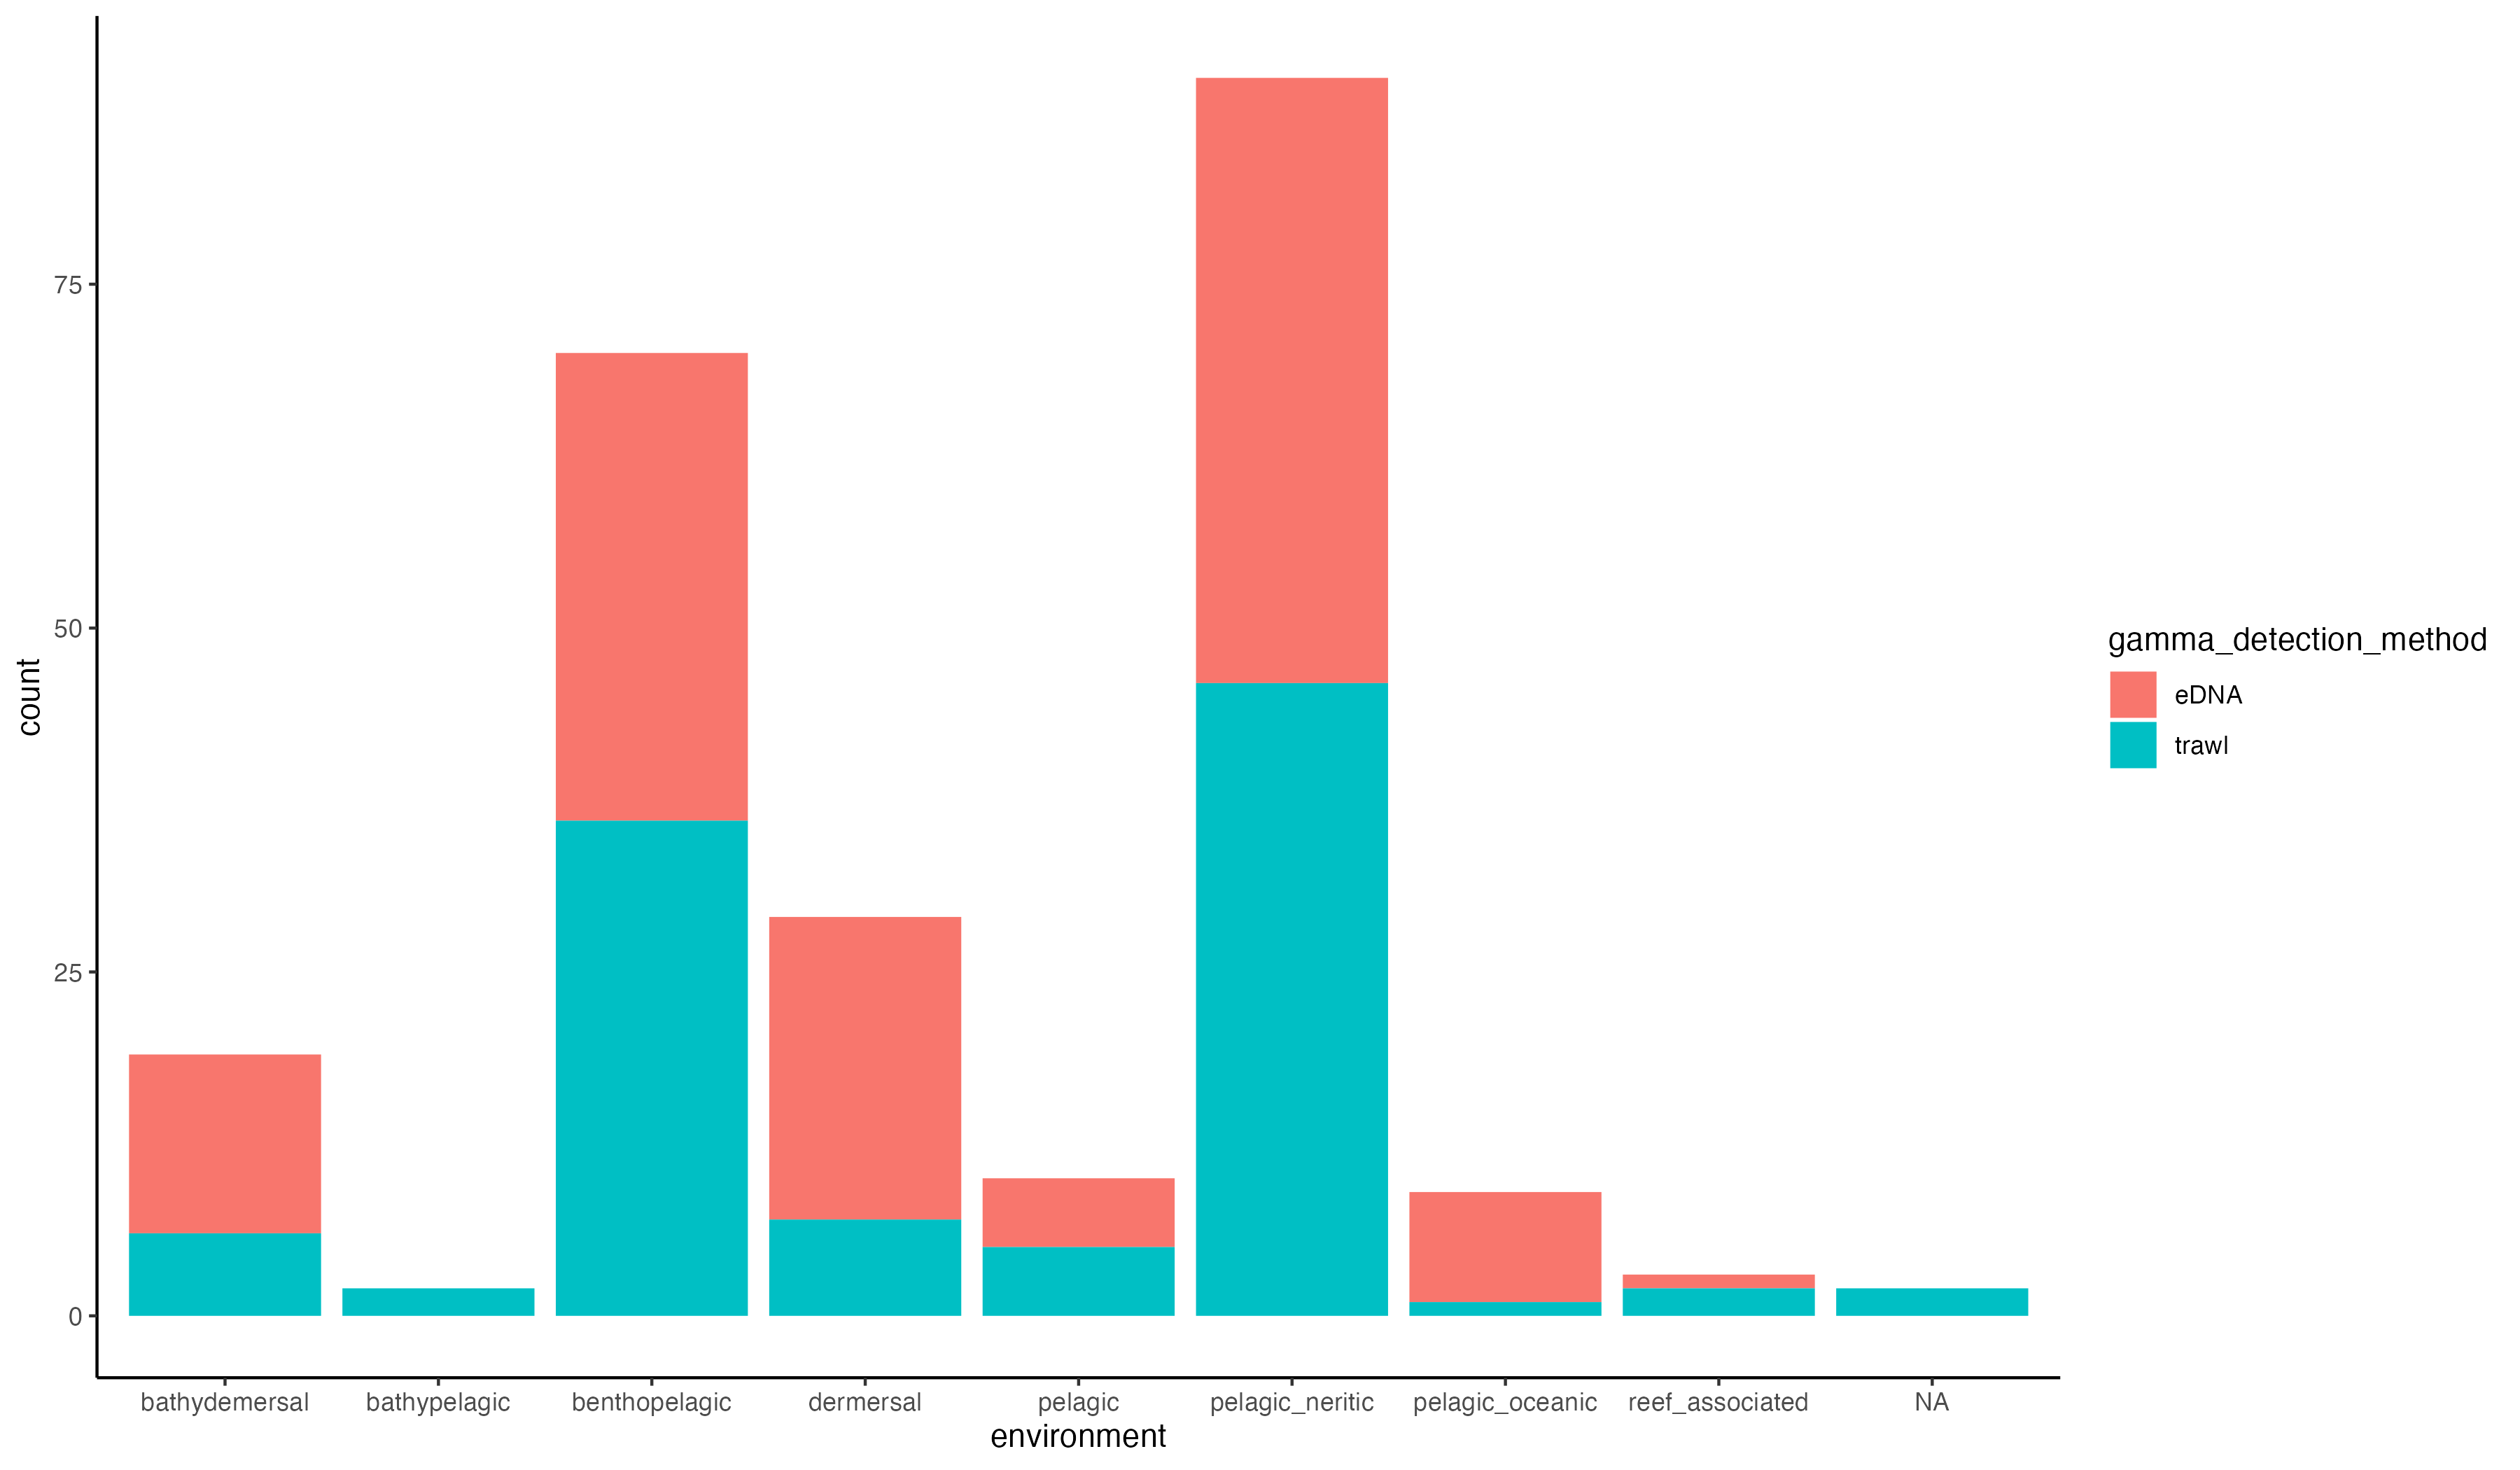 count
75
50
25
0
bathydemersal bathypelagic benthopelagic dermersal pelagic pelagic_neritic pelagic_oceanic reef_associated NA
environment
gamma_detection_method
eDNA
trawl